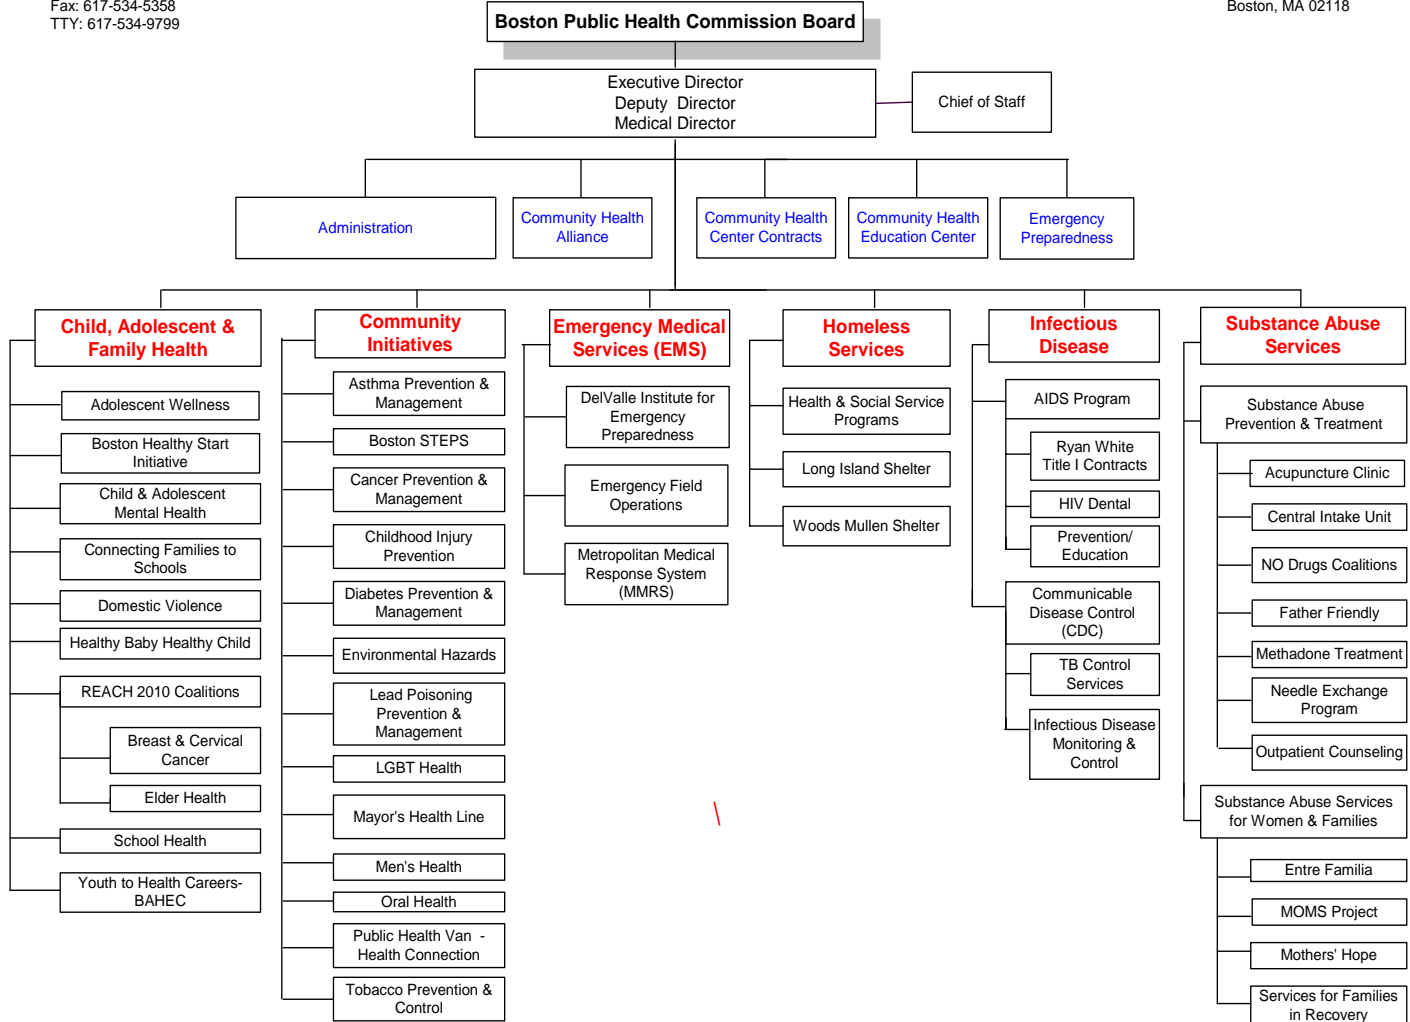 Fax: 617-534-5358
TTY: 617-534-9799
Boston, MA 02118
Boston Public Health Commission Board
Executive Director
Deputy Director
Medical Director
Chief of Staff
Administration
Community Health
Alliance
Community Health
Center Contracts
Community Health
Education Center
Emergency
Preparedness
Child, Adolescent &
Family Health
Adolescent Wellness
Boston Healthy Start
Initiative
Child & Adolescent
Mental Health
Connecting Families to
Schools
Domestic Violence
Healthy Baby Healthy Child
REACH 2010 Coalitions
Breast & Cervical
Cancer
Elder Health
School Health
Youth to Health Careers-
BAHEC
Community
Initiatives
Asthma Prevention &
Management
Boston STEPS
Cancer Prevention &
Management
Childhood Injury
Prevention
Diabetes Prevention &
Management
Environmental Hazards
Lead Poisoning
Prevention &
Management
LGBT Health
Mayor's Health Line
Men's Health
Oral Health
Public Health Van -
Health Connection
Tobacco Prevention &
Control
Emergency Medical
Services (EMS)
DelValle Institute for
Emergency
Preparedness
Emergency Field
Operations
Metropolitan Medical
Response System
(MMRS)
Homeless
Services
Health & Social Service
Programs
Long Island Shelter
Woods Mullen Shelter
Infectious
Disease
AIDS Program
Ryan White
Title I Contracts
HIV Dental
Prevention/
Education
Communicable
Disease Control
(CDC)
TB Control
Services
Infectious Disease
Monitoring &
Control
Substance Abuse
Services
Substance Abuse
Prevention & Treatment
Acupuncture Clinic
Central Intake Unit
NO Drugs Coalitions
Father Friendly
Methadone Treatment
Needle Exchange
Program
Outpatient Counseling
Substance Abuse Services
for Women & Families
Entre Familia
MOMS Project
Mothers' Hope
Services for Families
in Recovery